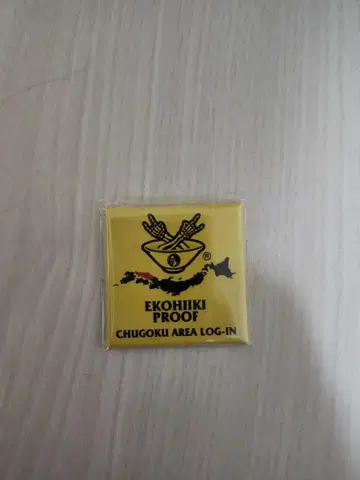 ®
EKOHIIKI
PROOF
CHUGOKU AREA LOG-IN